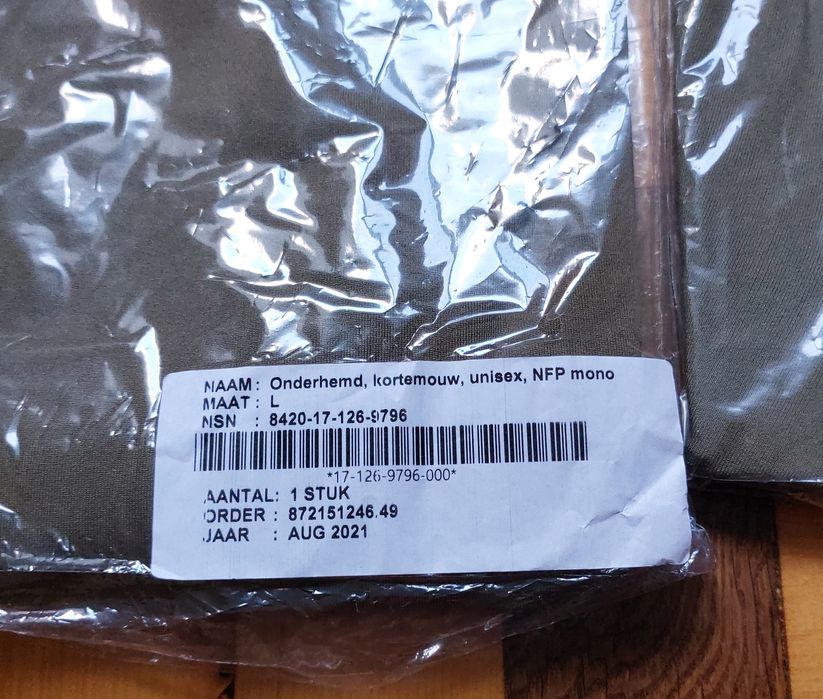 NAAM : Onderhemd, kortemouw, unisex, NFP mono
MAAT : L
NSN : 8420-17-126-9796
*17-126-9796-000*
AANTAL: 1 STUK
ORDER : 872151246.49
JAAR : AUG 2021